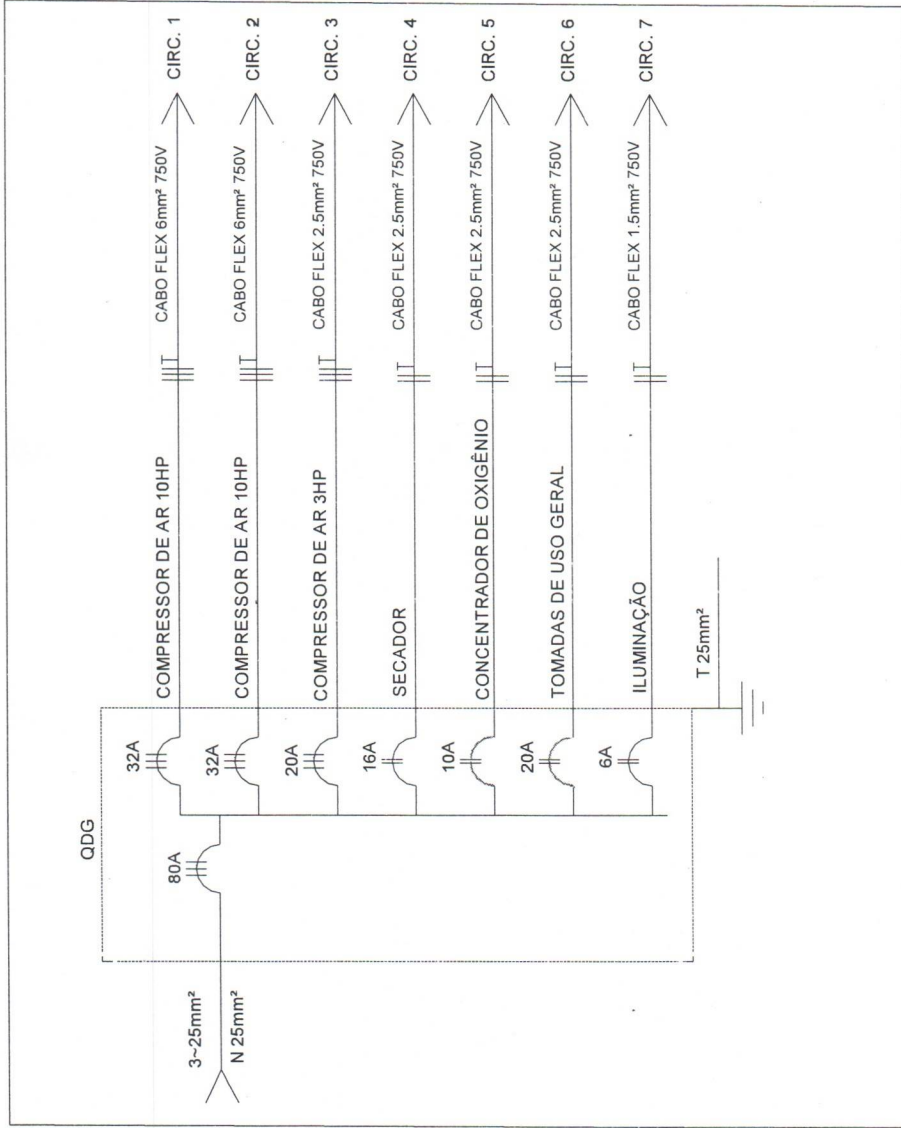 3~25mm²
N 25mm²
QDG
80A
32A
COMPRESSOR DE AR 10HP
CABO FLEX 6mm² 750V
CIRC. 1
32A
COMPRESSOR DE AR 10HP
CABO FLEX 6mm² 750V
CIRC. 2
20A
COMPRESSOR DE AR 3HP
CABO FLEX 2.5mm² 750V
CIRC. 3
16A
SECADOR
CABO FLEX 2.5mm² 750V
CIRC. 4
10A
CONCENTRADOR DE OXIGÊNIO
CABO FLEX 2.5mm² 750V
CIRC. 5
20A
TOMADAS DE USO GERAL
CABO FLEX 2.5mm² 750V
CIRC. 6
6A
ILUMINAÇÃO
CABO FLEX 1.5mm² 750V
CIRC. 7
T 25mm²